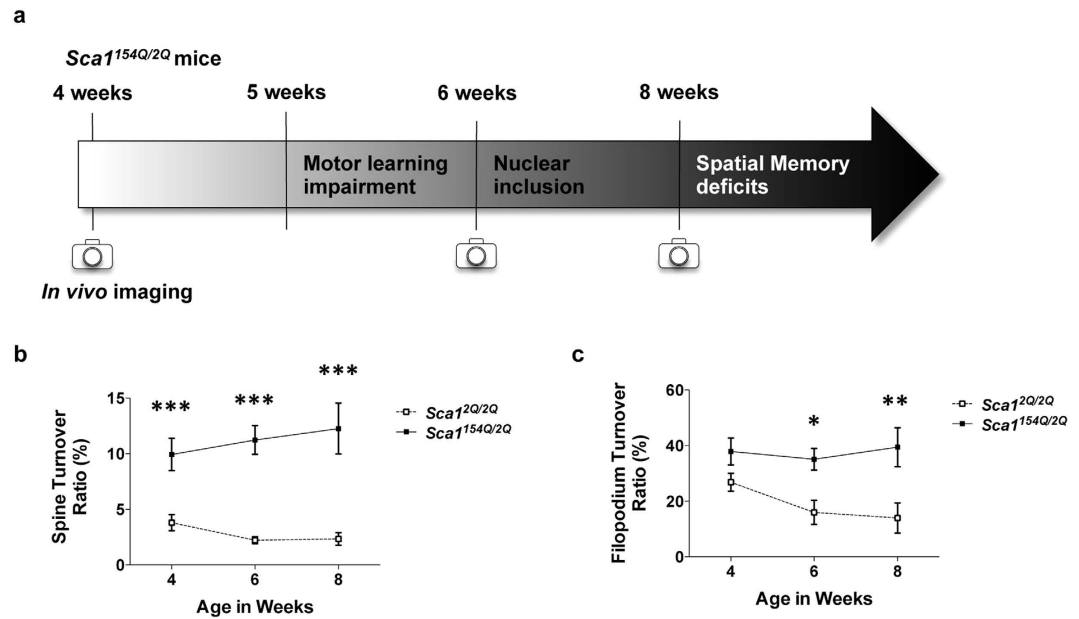 a
Sca1154Q/2Q mice
4 weeks
5 weeks
6 weeks
8 weeks
Motor learning
impairment
Nuclear
inclusion
Spatial Memory
deficits
In vivo imaging
b
Spine Turnover
Ratio (%)
15
10
5
0
***
***
***
4
6
8
Age in Weeks
Sca12Q/2Q
Sca1154Q/2Q
c
Filopodium Turnover
Ratio (%)
60
40
20
0
*
**
4
6
8
Age in Weeks
Sca12Q/2Q
Sca1154Q/2Q